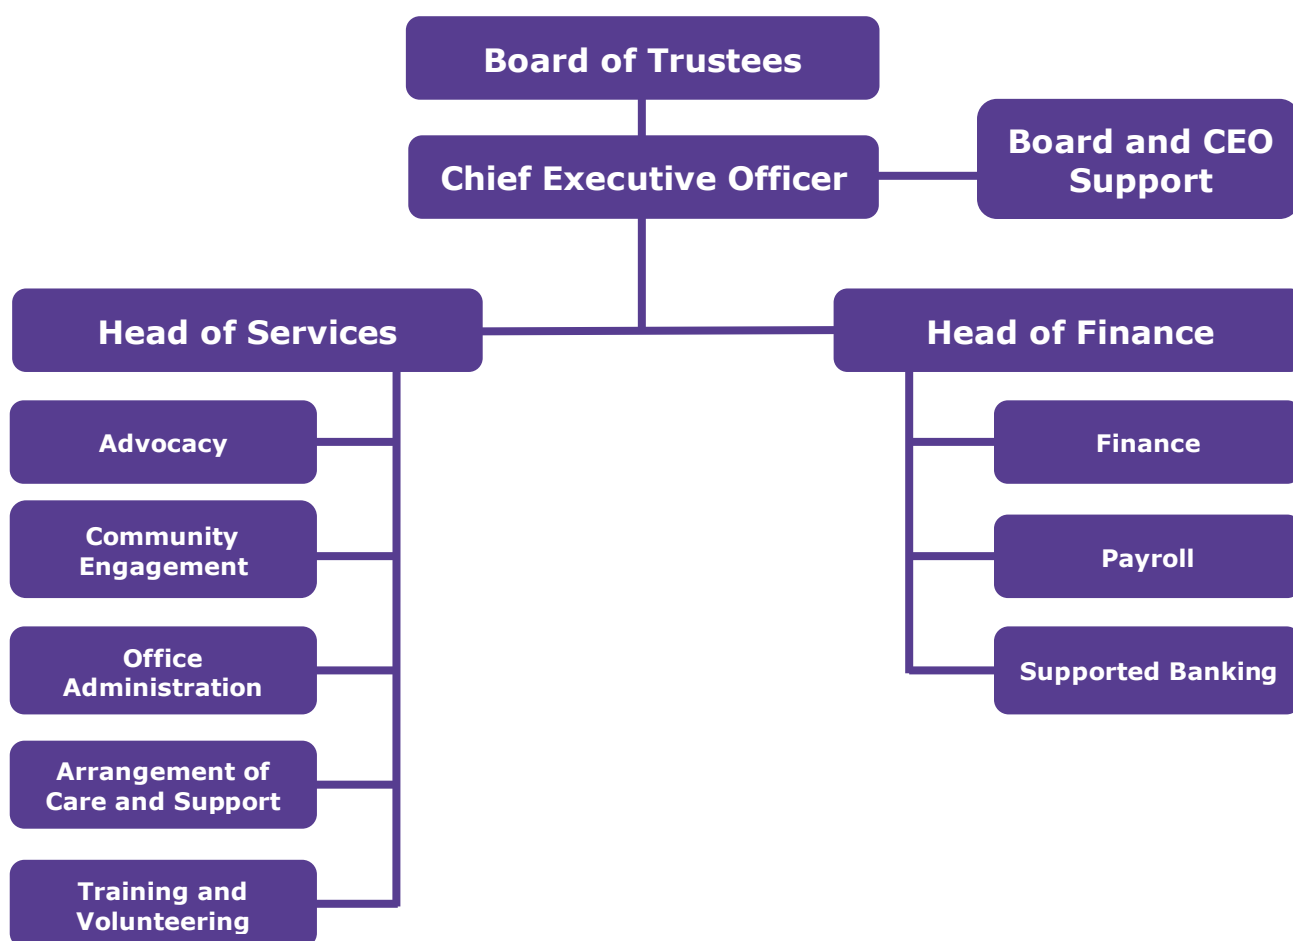 Board of Trustees
Chief Executive Officer
Board and CEO
Support
Head of Services
Head of Finance
Advocacy
Community
Engagement
Office
Administration
Arrangement of
Care and Support
Training and
Volunteering
Finance
Payroll
Supported Banking